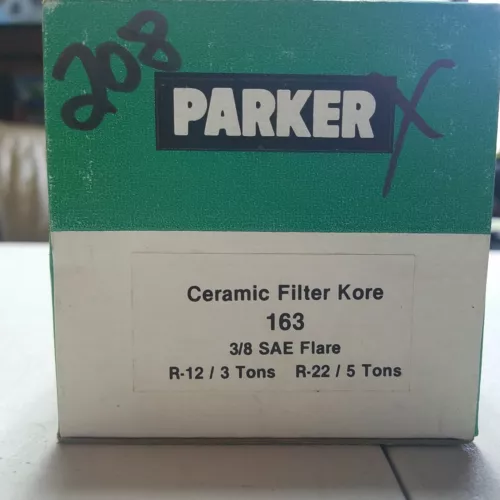 208
PARKER X
Ceramic Filter Kore
163
3/8 SAE Flare
R-12 / 3 Tons R-22 / 5 Tons